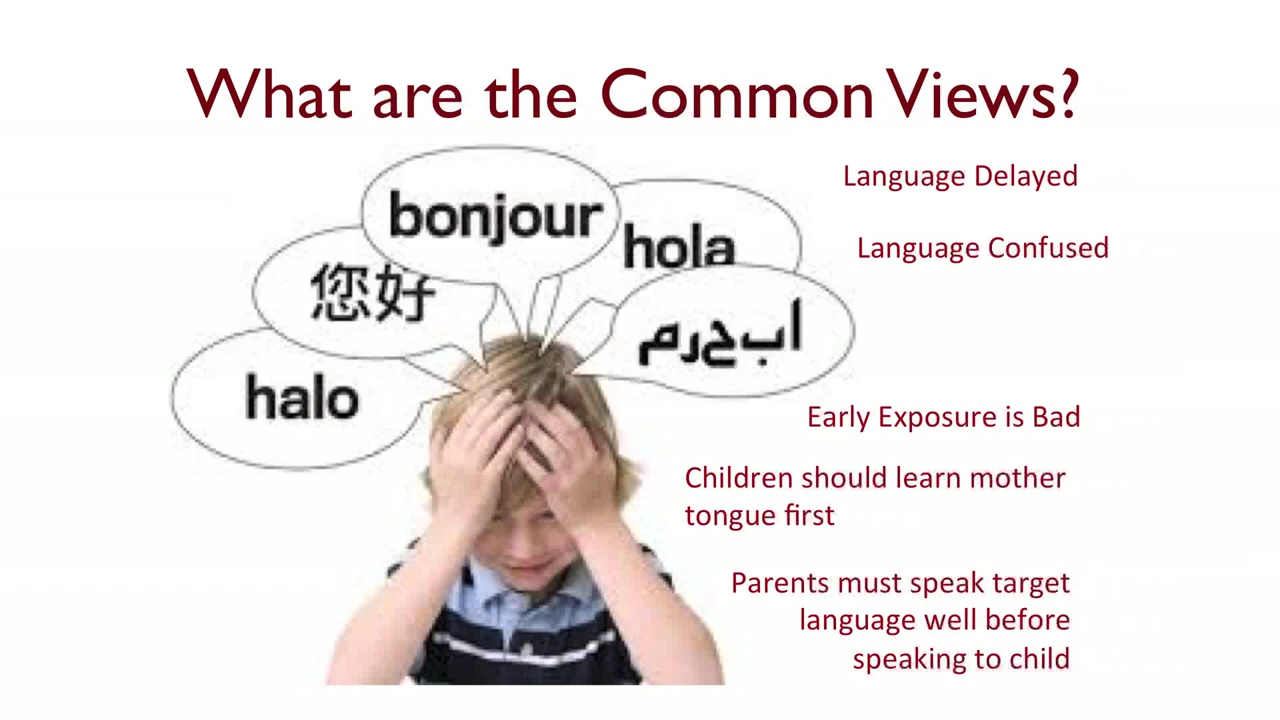 What are the Common Views?
bonjour
hola
您好
ابحرم
halo
Language Delayed
Language Confused
Early Exposure is Bad
Children should learn mother
tongue first
Parents must speak target
language well before
speaking to child